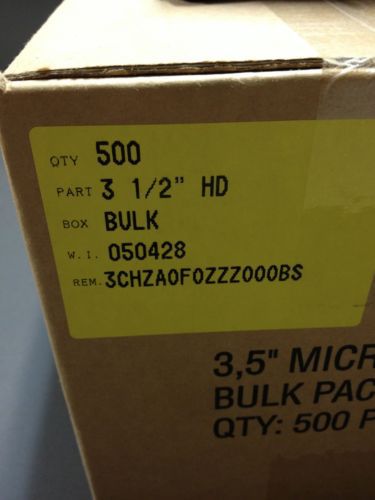 QTY 500
PART 3 1/2" HD
BOX BULK
W.I. 050428
REM. 3CHZA0F0ZZZ000BS
3,5" MICR
BULK PAC
QTY: 500 P